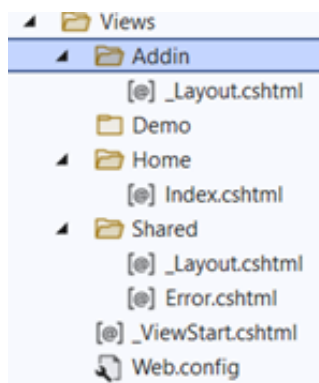 Views
Addin
[@] _Layout.cshtml
Demo
Home
[@] Index.cshtml
Shared
[@] _Layout.cshtml
[@] Error.cshtml
[@] _ViewStart.cshtml
Web.config